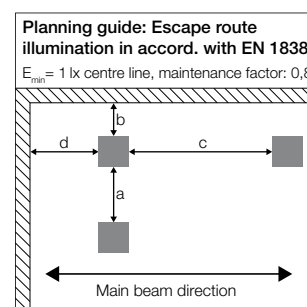 Planning guide: Escape route
illumination in accord. with EN 1838
E_min = 1 lx centre line, maintenance factor: 0,8
b
d
c
a
Main beam direction